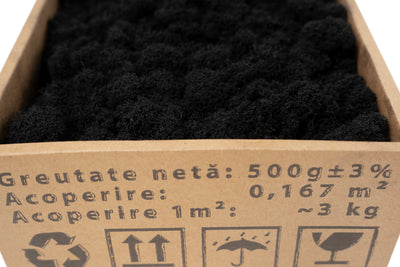 Greutate netă: 500g±3%
Acoperire: 0,167 m²
Acoperire 1m²: ~3 kg